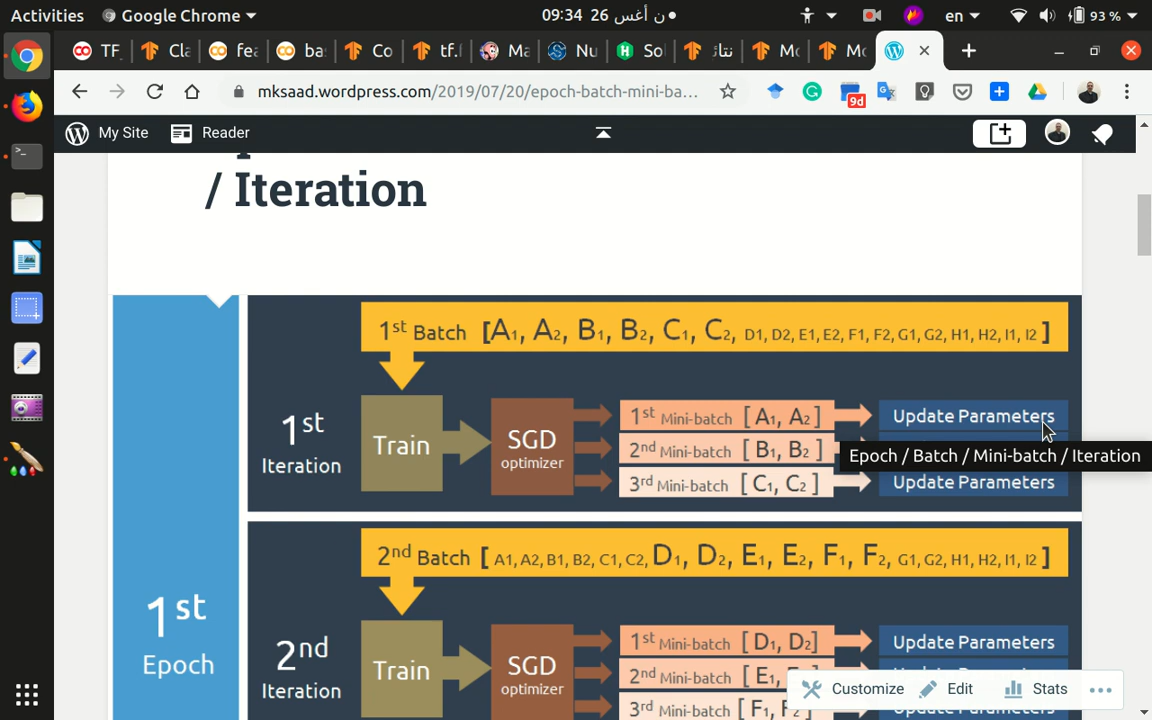 Activities Google Chrome 09:34 26 أغس ن en 93 %
TF Cla fea ba Co tf.l Ma Nu So نتائ Mo Mo
mksaad.wordpress.com/2019/07/20/epoch-batch-mini-ba...
9d
My Site Reader
/ Iteration
1st Batch [A1, A2, B1, B2, C1, C2, D1, D2, E1, E2, F1, F2, G1, G2, H1, H2, I1, I2 ]
1st
Iteration
Train
SGD
optimizer
1st Mini-batch [ A1, A2 ] Update Parameters
2nd Mini-batch [ B1, B2 ]
Epoch / Batch / Mini-batch / Iteration
3rd Mini-batch [ C1, C2 ] Update Parameters
2nd Batch [ A1, A2, B1, B2, C1, C2, D1, D2, E1, E2, F1, F2, G1, G2, H1, H2, I1, I2 ]
1st
Epoch
2nd
Iteration
Train
SGD
optimizer
1st Mini-batch [ D1, D2 ] Update Parameters
2nd Mini-batch [ E1,
3rd Mini-batch [ F1, F2
Customize Edit Stats